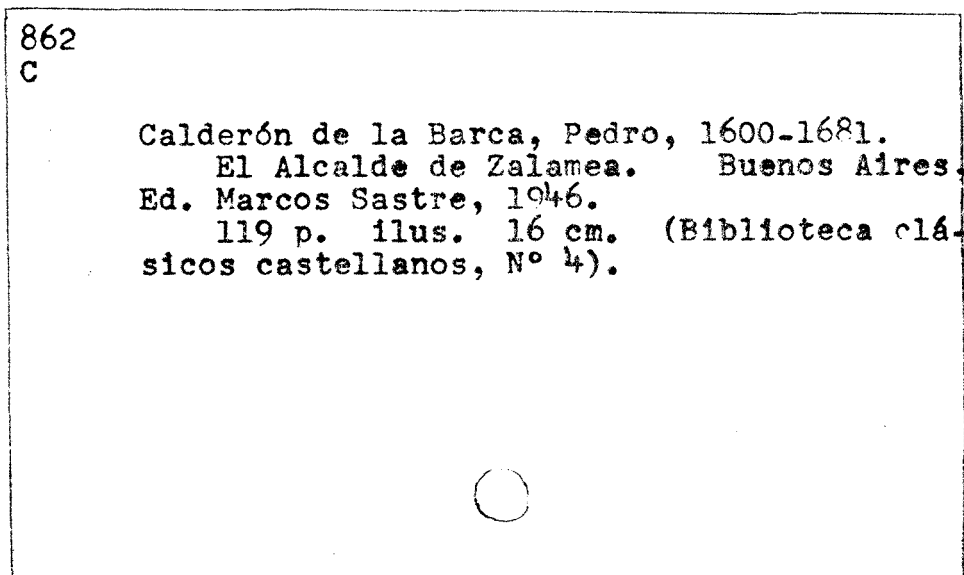 862
C
Calderón de la Barca, Pedro, 1600-1681.
El Alcalde de Zalamea. Buenos Aires,
Ed. Marcos Sastre, 1946.
119 p. ilus. 16 cm. (Biblioteca clá-
sicos castellanos, Nº 4).